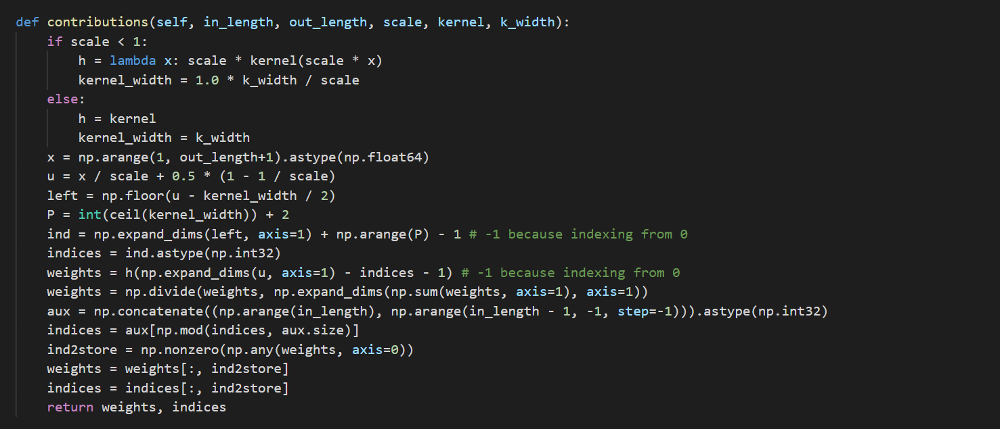 def contributions(self, in_length, out_length, scale, kernel, k_width):
    if scale < 1:
        h = lambda x: scale * kernel(scale * x)
        kernel_width = 1.0 * k_width / scale
    else:
        h = kernel
        kernel_width = k_width
    x = np.arange(1, out_length+1).astype(np.float64)
    u = x / scale + 0.5 * (1 - 1 / scale)
    left = np.floor(u - kernel_width / 2)
    P = int(ceil(kernel_width)) + 2
    ind = np.expand_dims(left, axis=1) + np.arange(P) - 1 # -1 because indexing from 0
    indices = ind.astype(np.int32)
    weights = h(np.expand_dims(u, axis=1) - indices - 1) # -1 because indexing from 0
    weights = np.divide(weights, np.expand_dims(np.sum(weights, axis=1), axis=1))
    aux = np.concatenate((np.arange(in_length), np.arange(in_length - 1, -1, step=-1))).astype(np.int32)
    indices = aux[np.mod(indices, aux.size)]
    ind2store = np.nonzero(np.any(weights, axis=0))
    weights = weights[:, ind2store]
    indices = indices[:, ind2store]
    return weights, indices